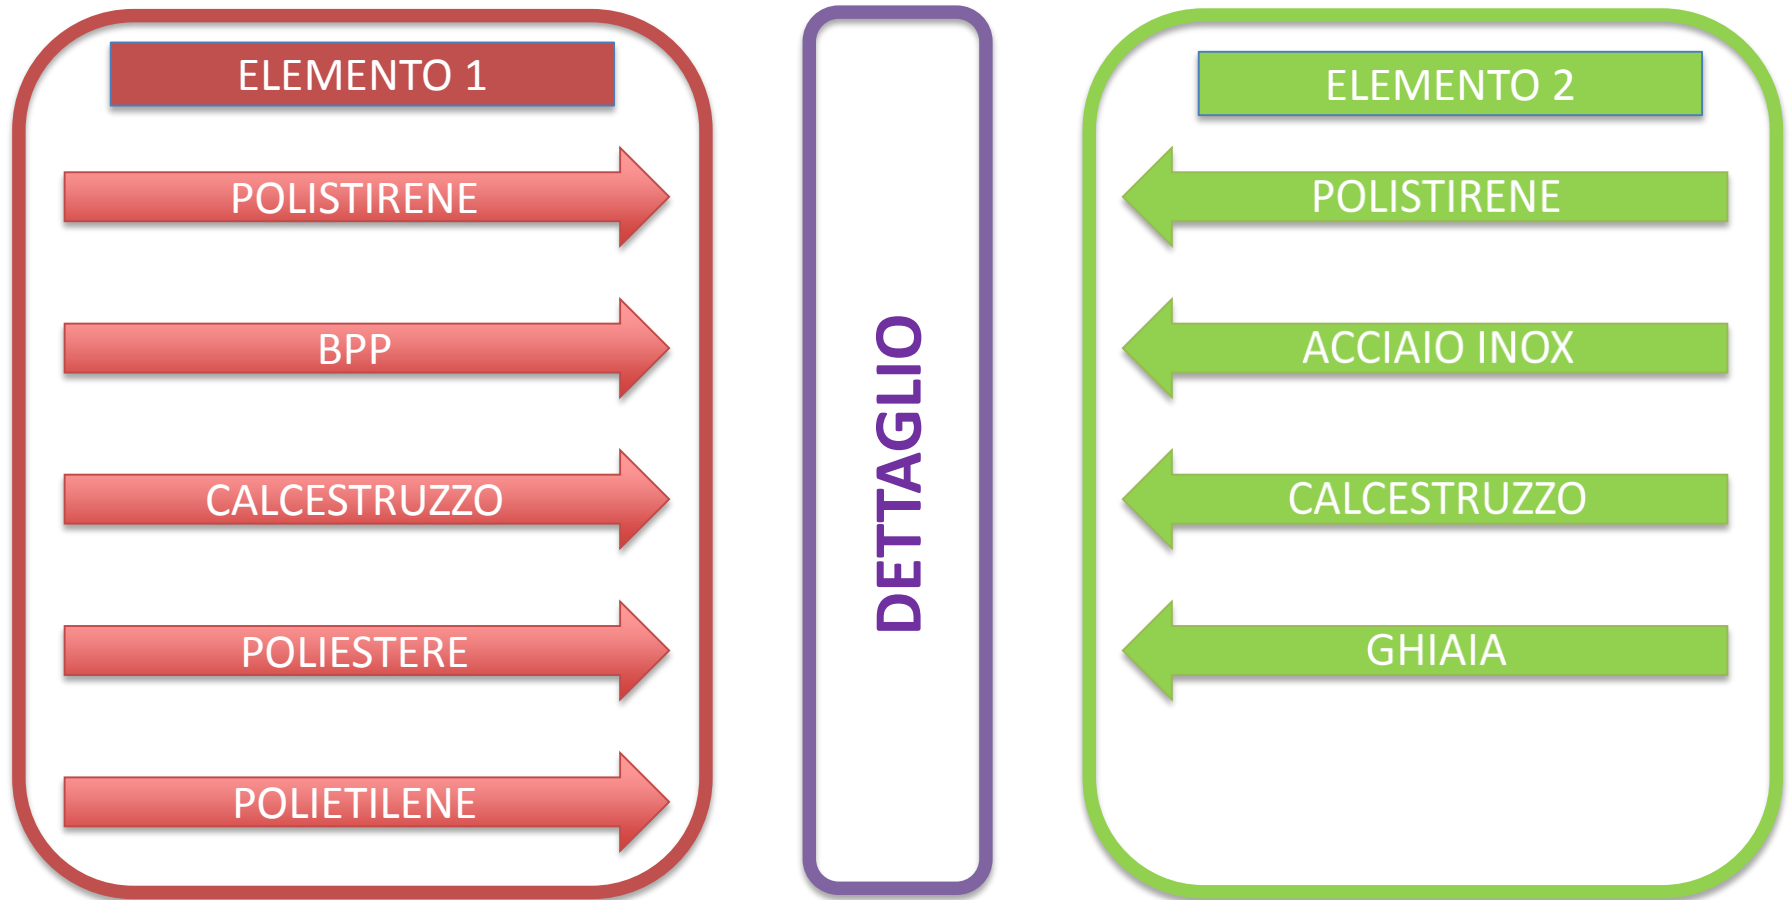 ELEMENTO 1
POLISTIRENE
BPP
CALCESTRUZZO
POLIESTERE
POLIETILENE
DETTAGLIO
ELEMENTO 2
POLISTIRENE
ACCIAIO INOX
CALCESTRUZZO
GHIAIA